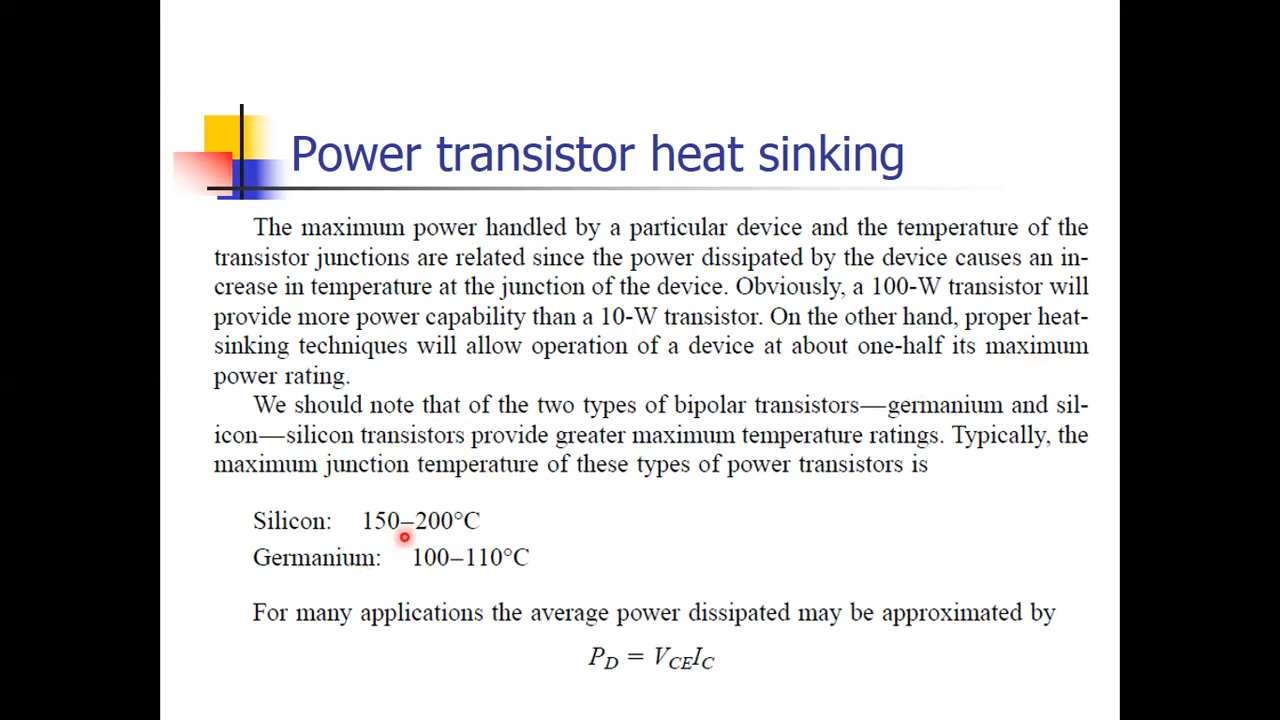 Power transistor heat sinking
The maximum power handled by a particular device and the temperature of the
transistor junctions are related since the power dissipated by the device causes an in-
crease in temperature at the junction of the device. Obviously, a 100-W transistor will
provide more power capability than a 10-W transistor. On the other hand, proper heat-
sinking techniques will allow operation of a device at about one-half its maximum
power rating.
We should note that of the two types of bipolar transistors—germanium and sil-
icon—silicon transistors provide greater maximum temperature ratings. Typically, the
maximum junction temperature of these types of power transistors is
Silicon: 150–200°C
Germanium: 100–110°C
For many applications the average power dissipated may be approximated by
P_D = V_{CE}I_C